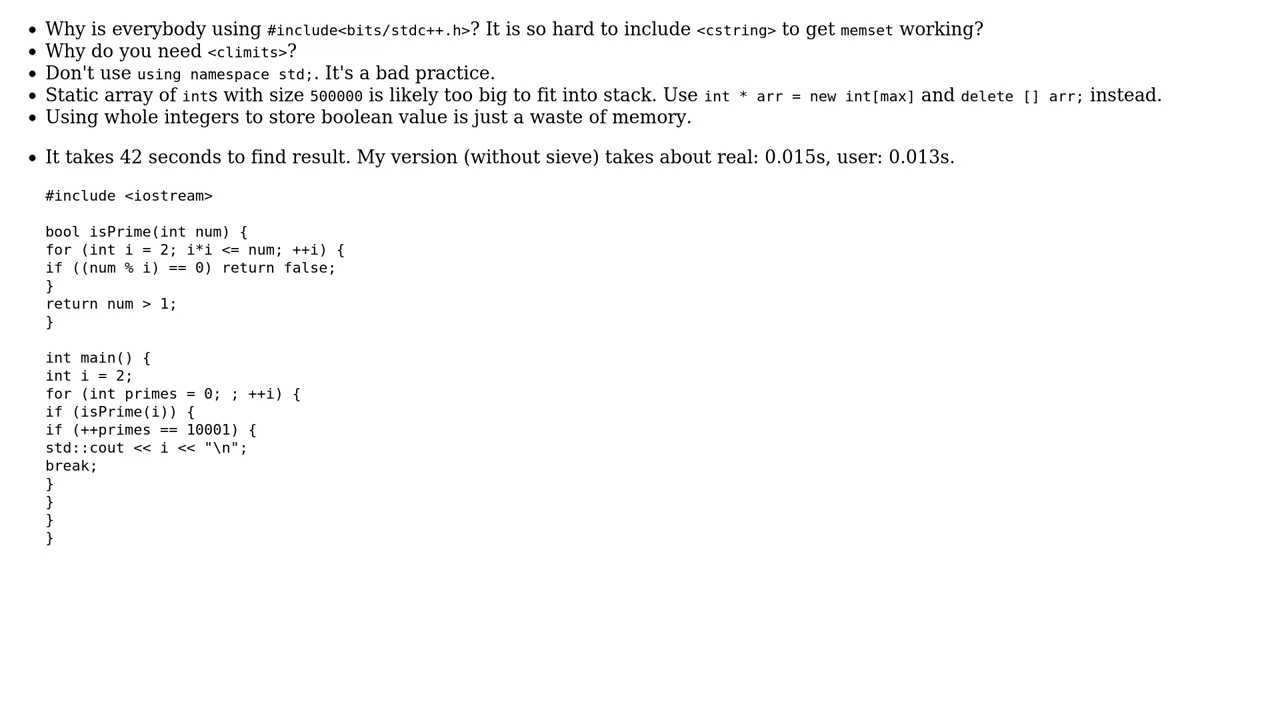 • Why is everybody using #include<bits/stdc++.h>? It is so hard to include <cstring> to get memset working?
• Why do you need <climits>?
• Don't use using namespace std;. It's a bad practice.
• Static array of ints with size 500000 is likely too big to fit into stack. Use int * arr = new int[max] and delete [] arr; instead.
• Using whole integers to store boolean value is just a waste of memory.
• It takes 42 seconds to find result. My version (without sieve) takes about real: 0.015s, user: 0.013s.
#include <iostream>
bool isPrime(int num) {
for (int i = 2; i*i <= num; ++i) {
if ((num % i) == 0) return false;
}
return num > 1;
}
int main() {
int i = 2;
for (int primes = 0; ; ++i) {
if (isPrime(i)) {
if (++primes == 10001) {
std::cout << i << "\n";
break;
}
}
}
}